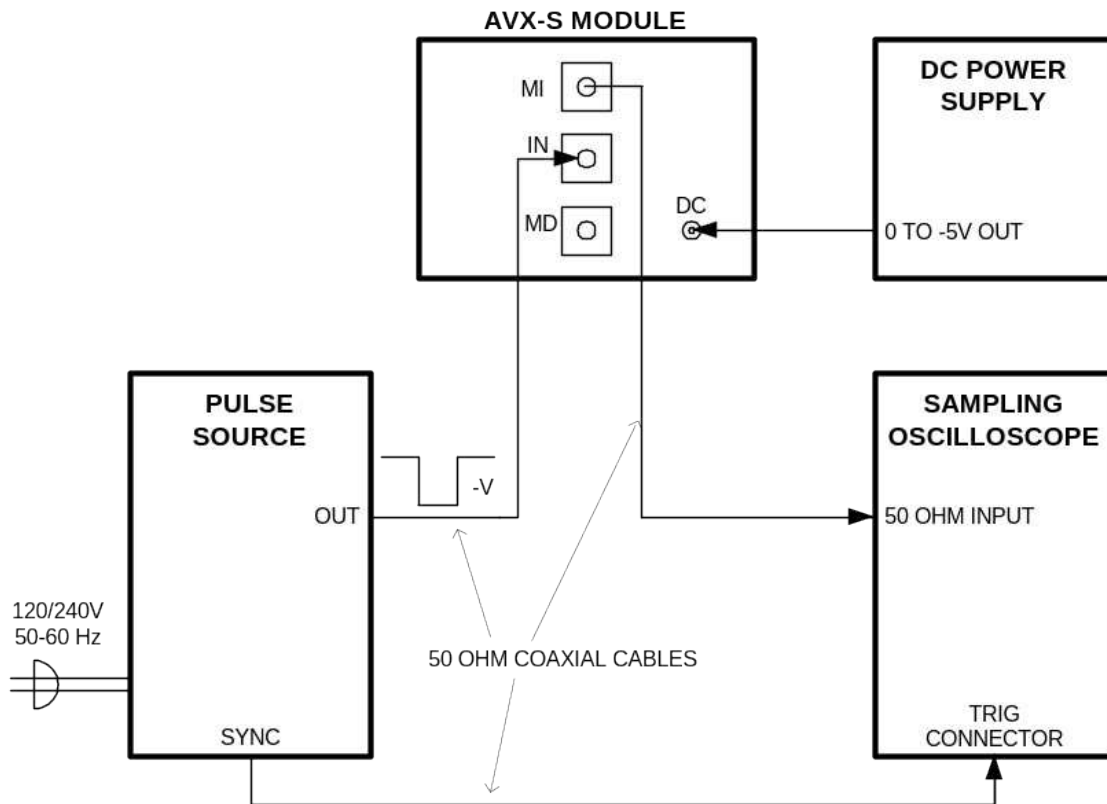 AVX-S MODULE
MI
IN
MD
DC
DC POWER
SUPPLY
0 TO -5V OUT
PULSE
SOURCE
OUT
-V
SAMPLING
OSCILLOSCOPE
50 OHM INPUT
120/240V
50-60 Hz
50 OHM COAXIAL CABLES
SYNC
TRIG
CONNECTOR